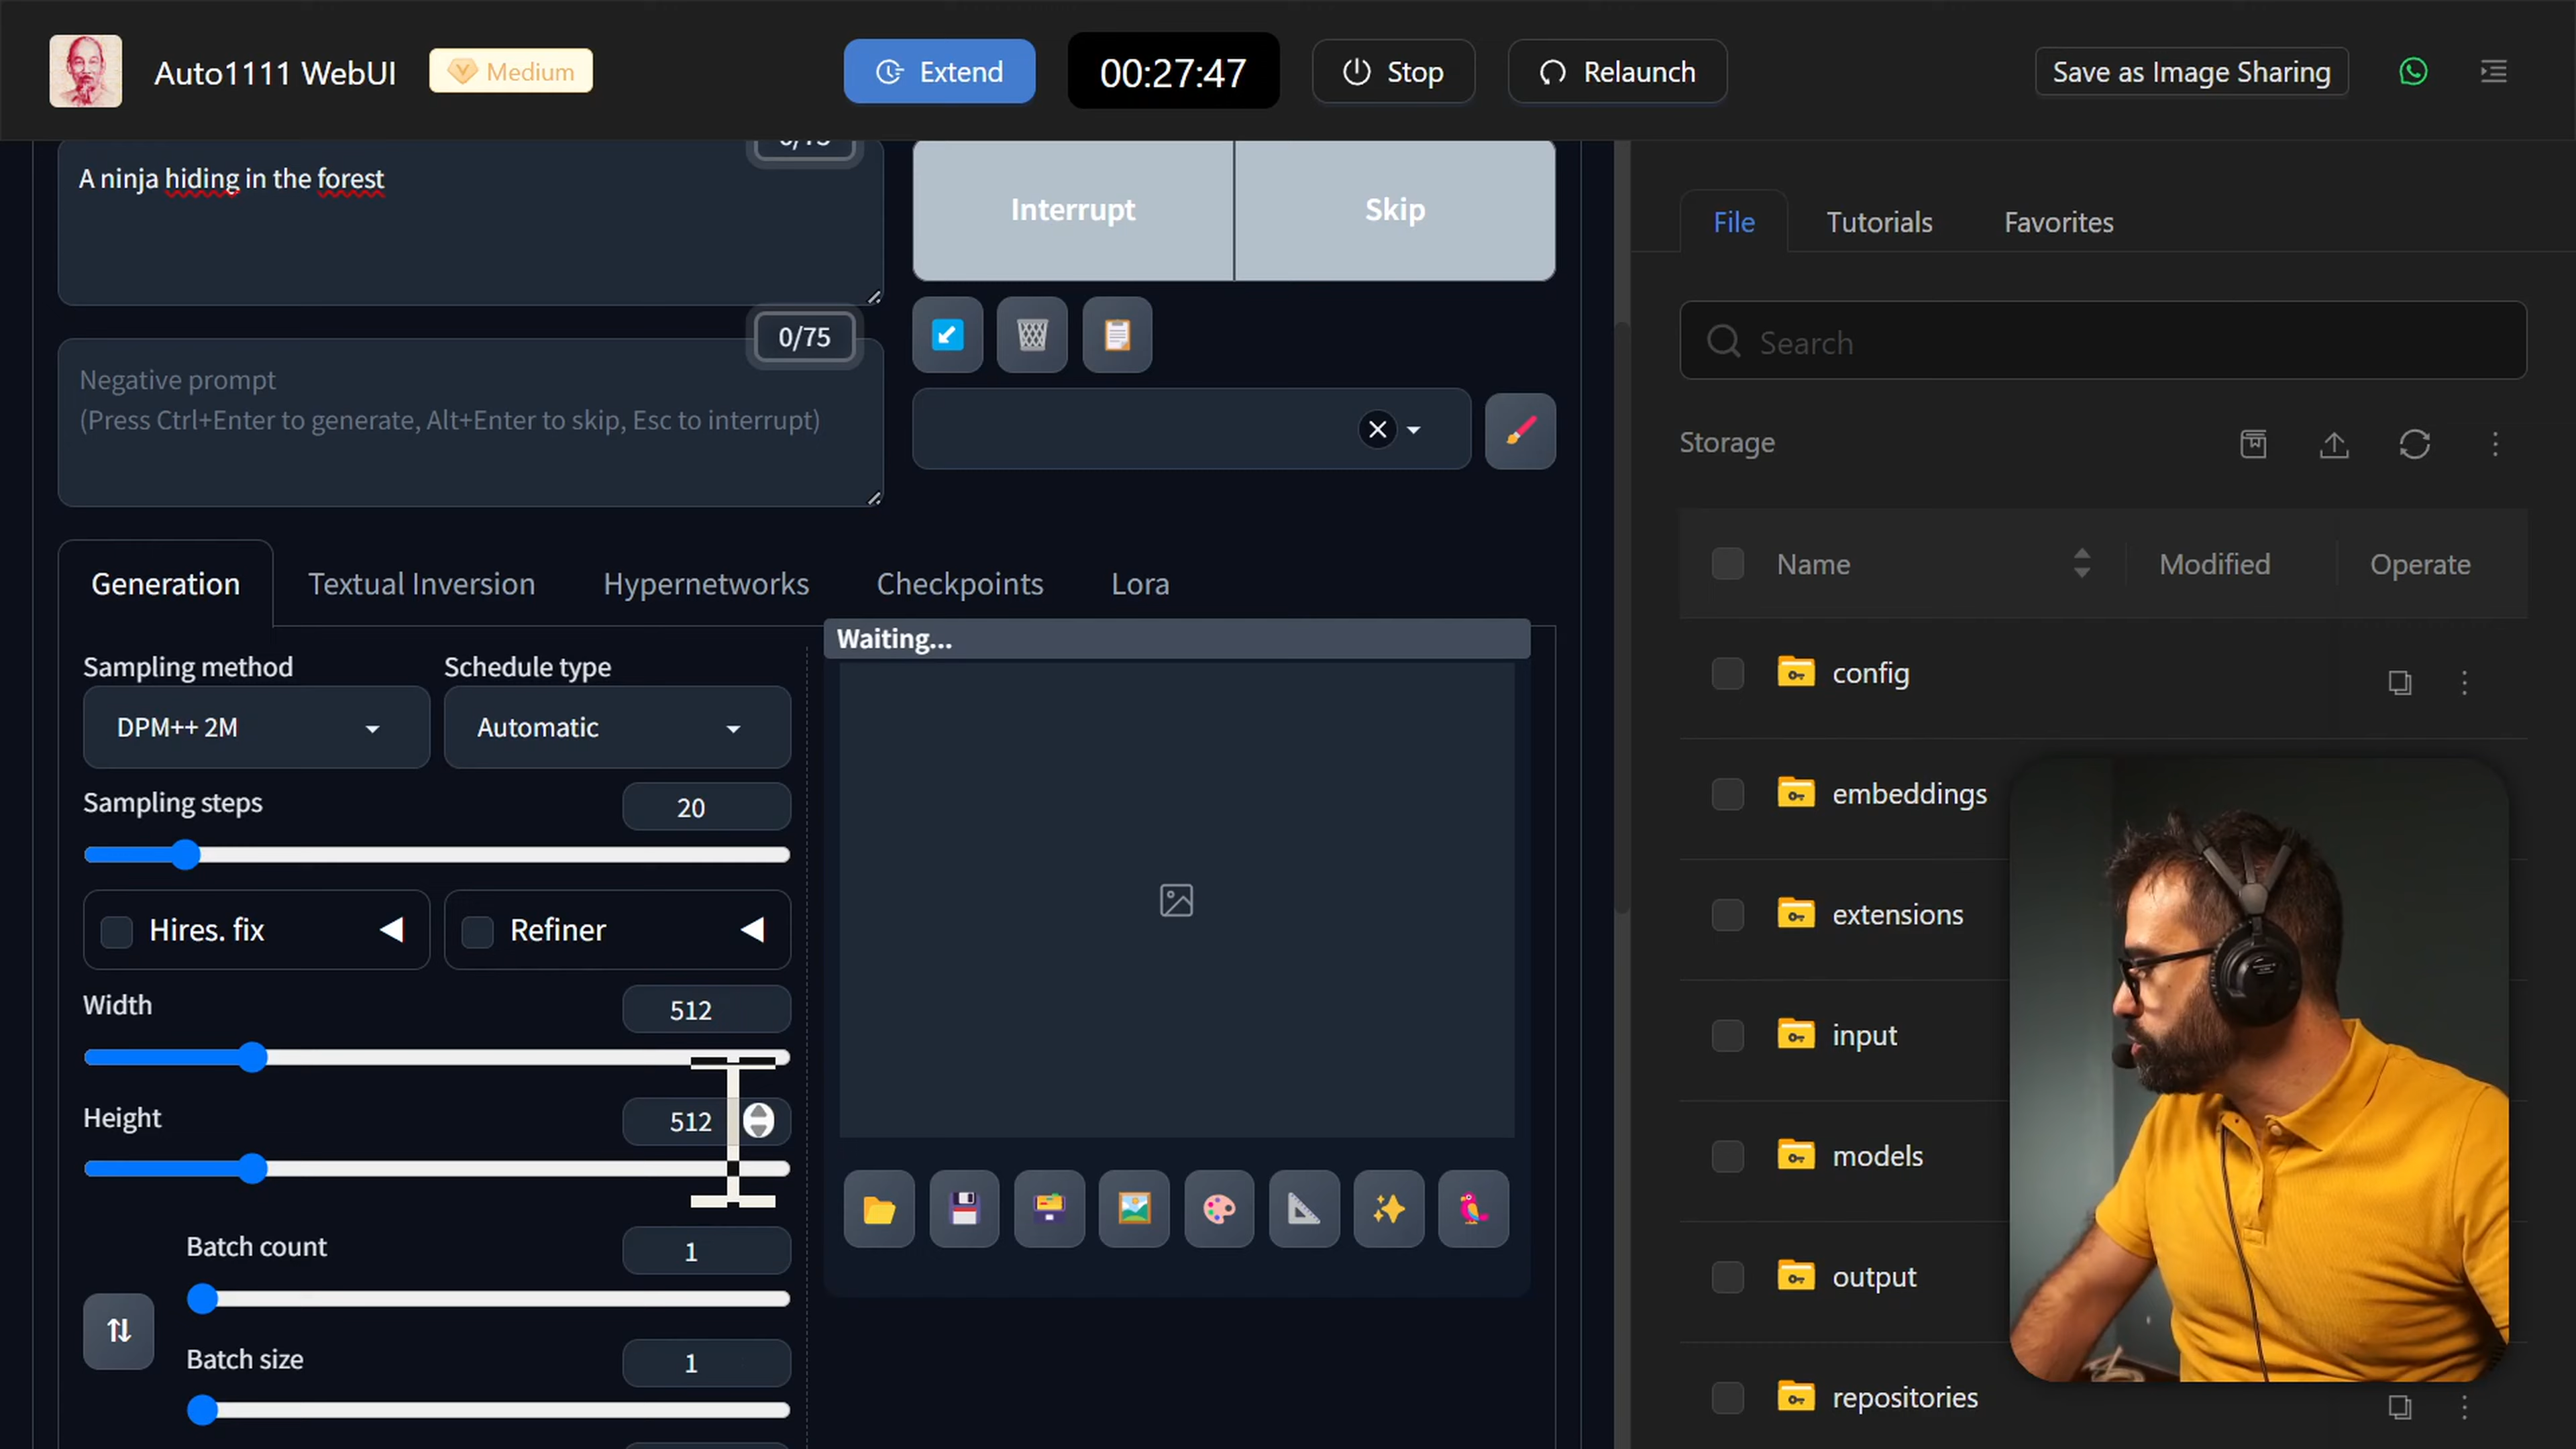 Auto1111 WebUI
Medium
Extend
00:27:47
Stop
Relaunch
Save as Image Sharing
A ninja hiding in the forest
Interrupt
Skip
0/75
Negative prompt
(Press Ctrl+Enter to generate, Alt+Enter to skip, Esc to interrupt)
Generation
Textual Inversion
Hypernetworks
Checkpoints
Lora
Sampling method
DPM++ 2M
Schedule type
Automatic
Sampling steps
20
Hires. fix
Refiner
Width
512
Height
512
Batch count
1
Batch size
1
Waiting...
File
Tutorials
Favorites
Search
Storage
Name
Modified
Operate
config
embeddings
extensions
input
models
output
repositories